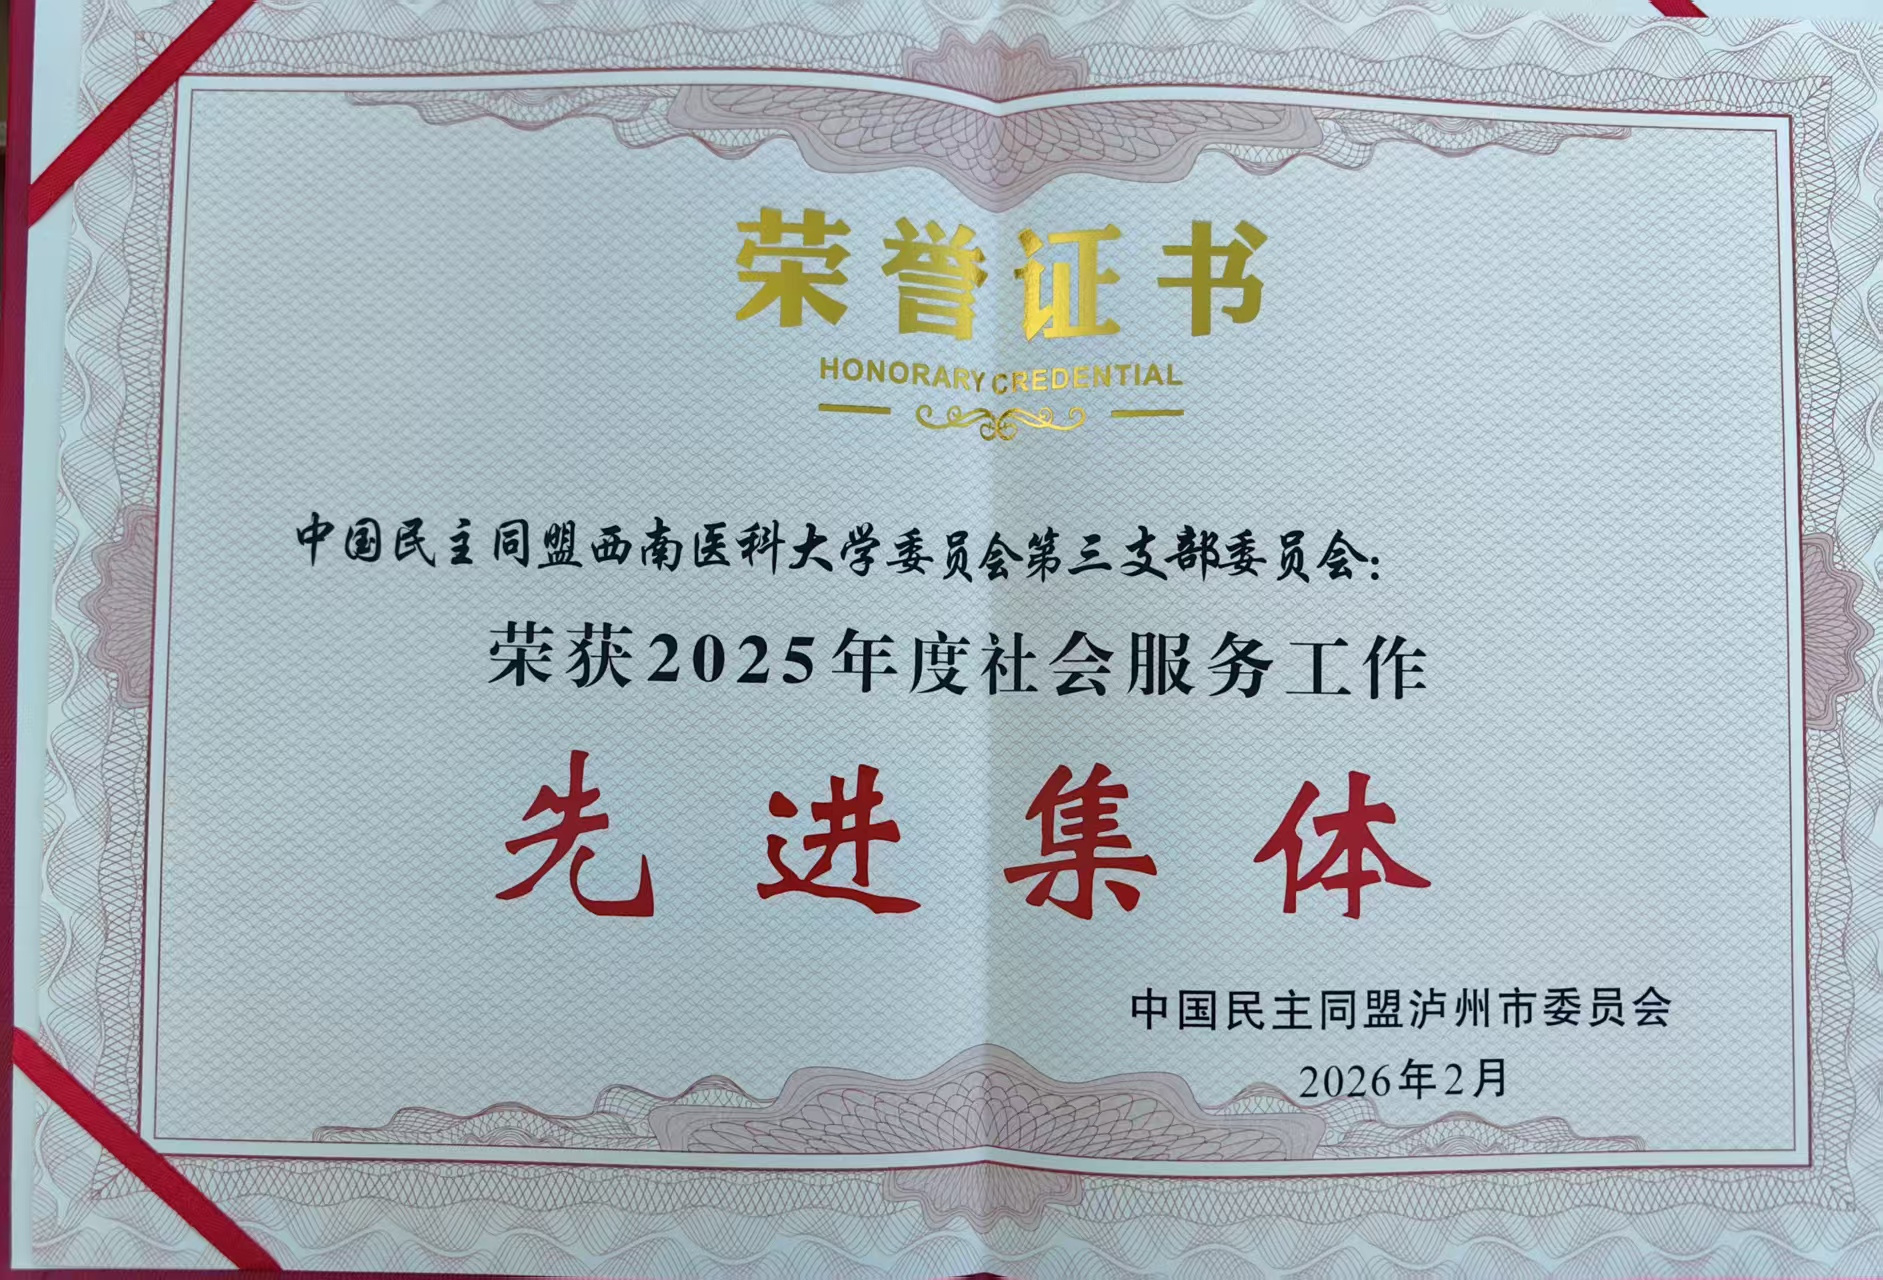 荣誉证书
HONORARY CREDENTIAL
中国民主同盟西南医科大学委员会第三支部委员会：
荣获2025年度社会服务工作
先进集体
中国民主同盟泸州市委员会
2026年2月